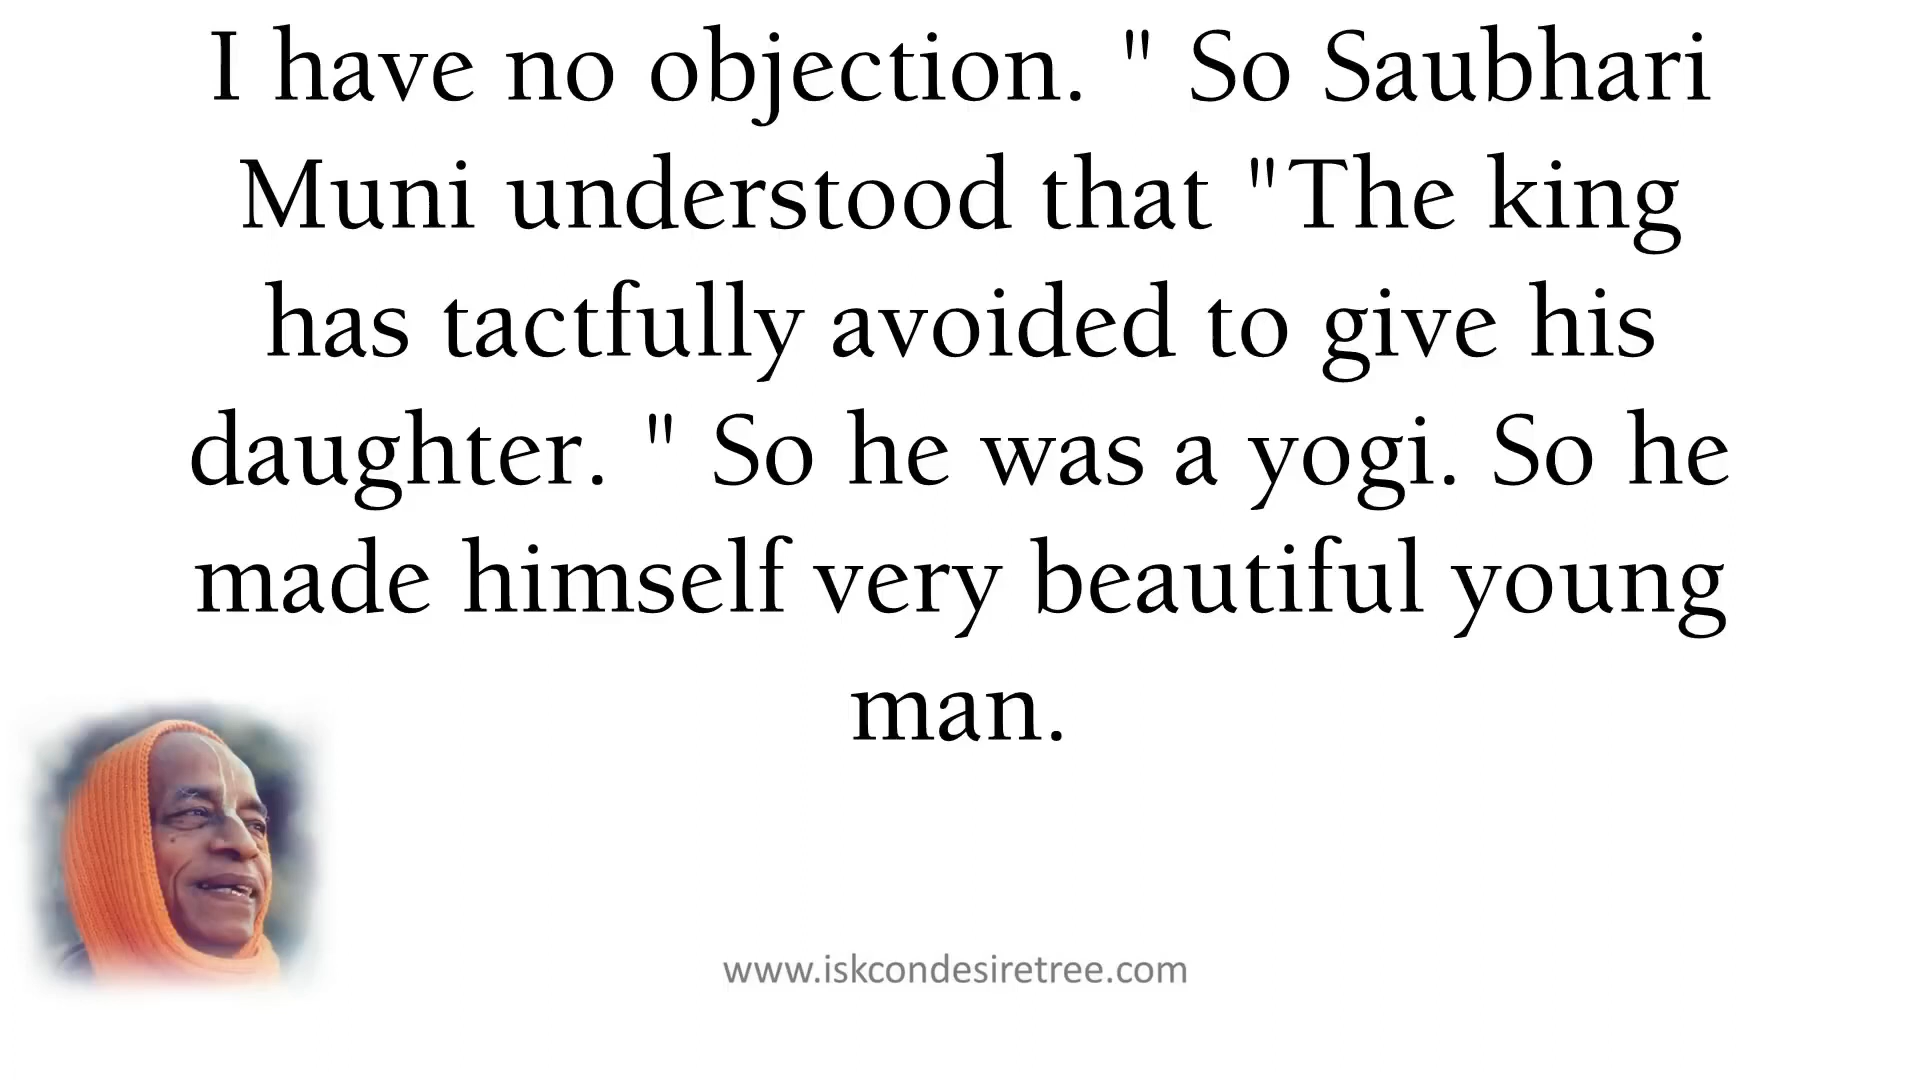 I have no objection. " So Saubhari
Muni understood that "The king
has tactfully avoided to give his
daughter. " So he was a yogi. So he
made himself very beautiful young
man.
www.iskcondesiretree.com